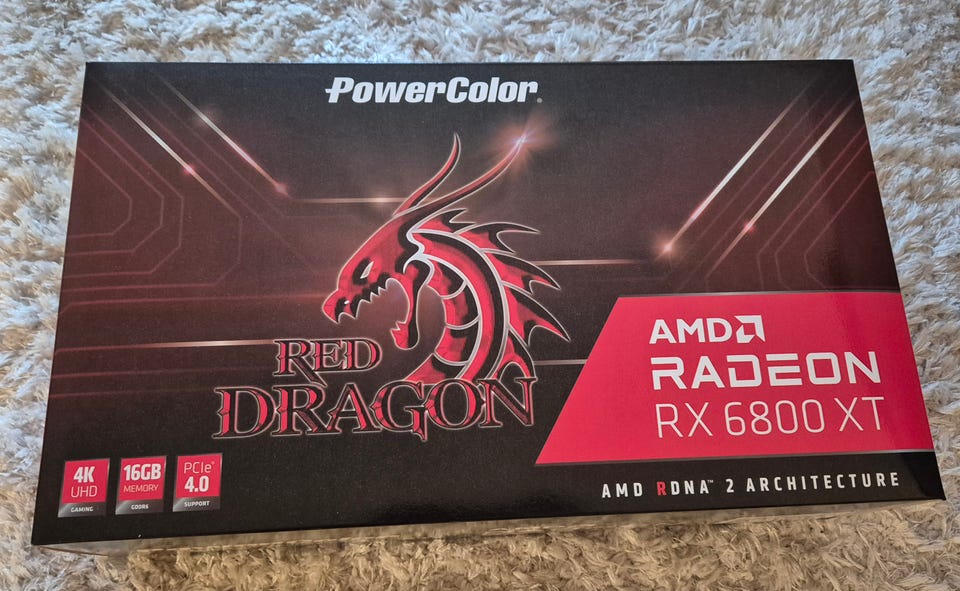 PowerColor
RED
DRAGON
AMD
RADEON
RX 6800 XT
4K
UHD
GAMING
16GB
MEMORY
GDDR6
PCIe®
4.0
SUPPORT
AMD RDNA™ 2 ARCHITECTURE